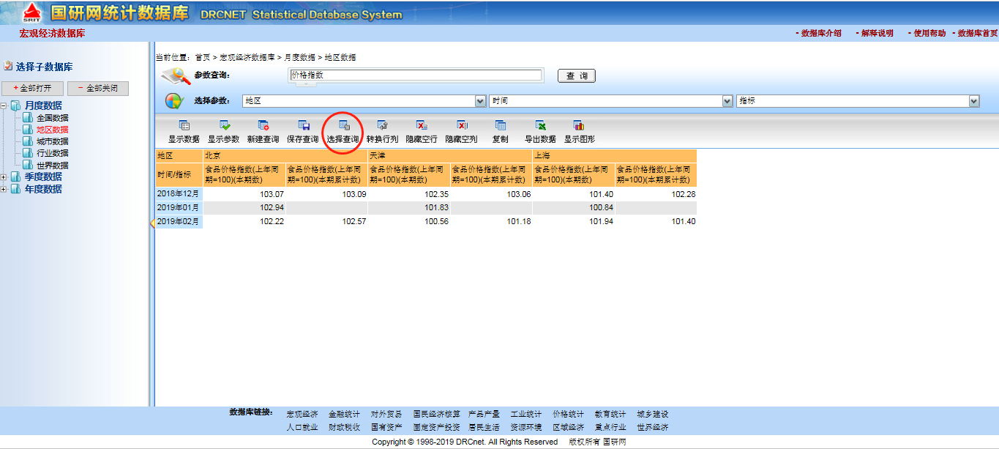 SRIT 国研网统计数据库 DRCNET Statistical Database System
宏观经济数据库 - 数据库介绍 - 解释说明 - 使用帮助 - 数据库首页
当前位置：首页 > 宏观经济数据库 > 月度数据 > 地区数据
选择子数据库
参数查询： 价格指数 查 询
+ 全部打开 - 全部关闭
选择参数： 地区 时间 指标
月度数据
全国数据
地区数据
城市数据
行业数据
世界数据
季度数据
年度数据
显示数据 显示参数 新建查询 保存查询 选择查询 转换行列 隐藏空行 隐藏空列 复制 导出数据 显示图形
地区 北京 天津 上海
时间/指标 食品价格指数(上年同期=100)(本期数) 食品价格指数(上年同期=100)(本期累计数) 食品价格指数(上年同期=100)(本期数) 食品价格指数(上年同期=100)(本期累计数) 食品价格指数(上年同期=100)(本期数) 食品价格指数(上年同期=100)(本期累计数)
2018年12月 103.07 103.09 102.35 103.06 101.40 102.28
2019年01月 102.94 101.83 100.84
2019年02月 102.22 102.57 100.56 101.18 101.94 101.40
数据库链接： 宏观经济 金融统计 对外贸易 国民经济核算 产品产量 工业统计 价格统计 教育统计 城乡建设
人口就业 财政税收 国有资产 固定资产投资 居民生活 资源环境 区域经济 重点行业 世界经济
Copyright © 1998-2019 DRCnet. All Rights Reserved 版权所有 国研网